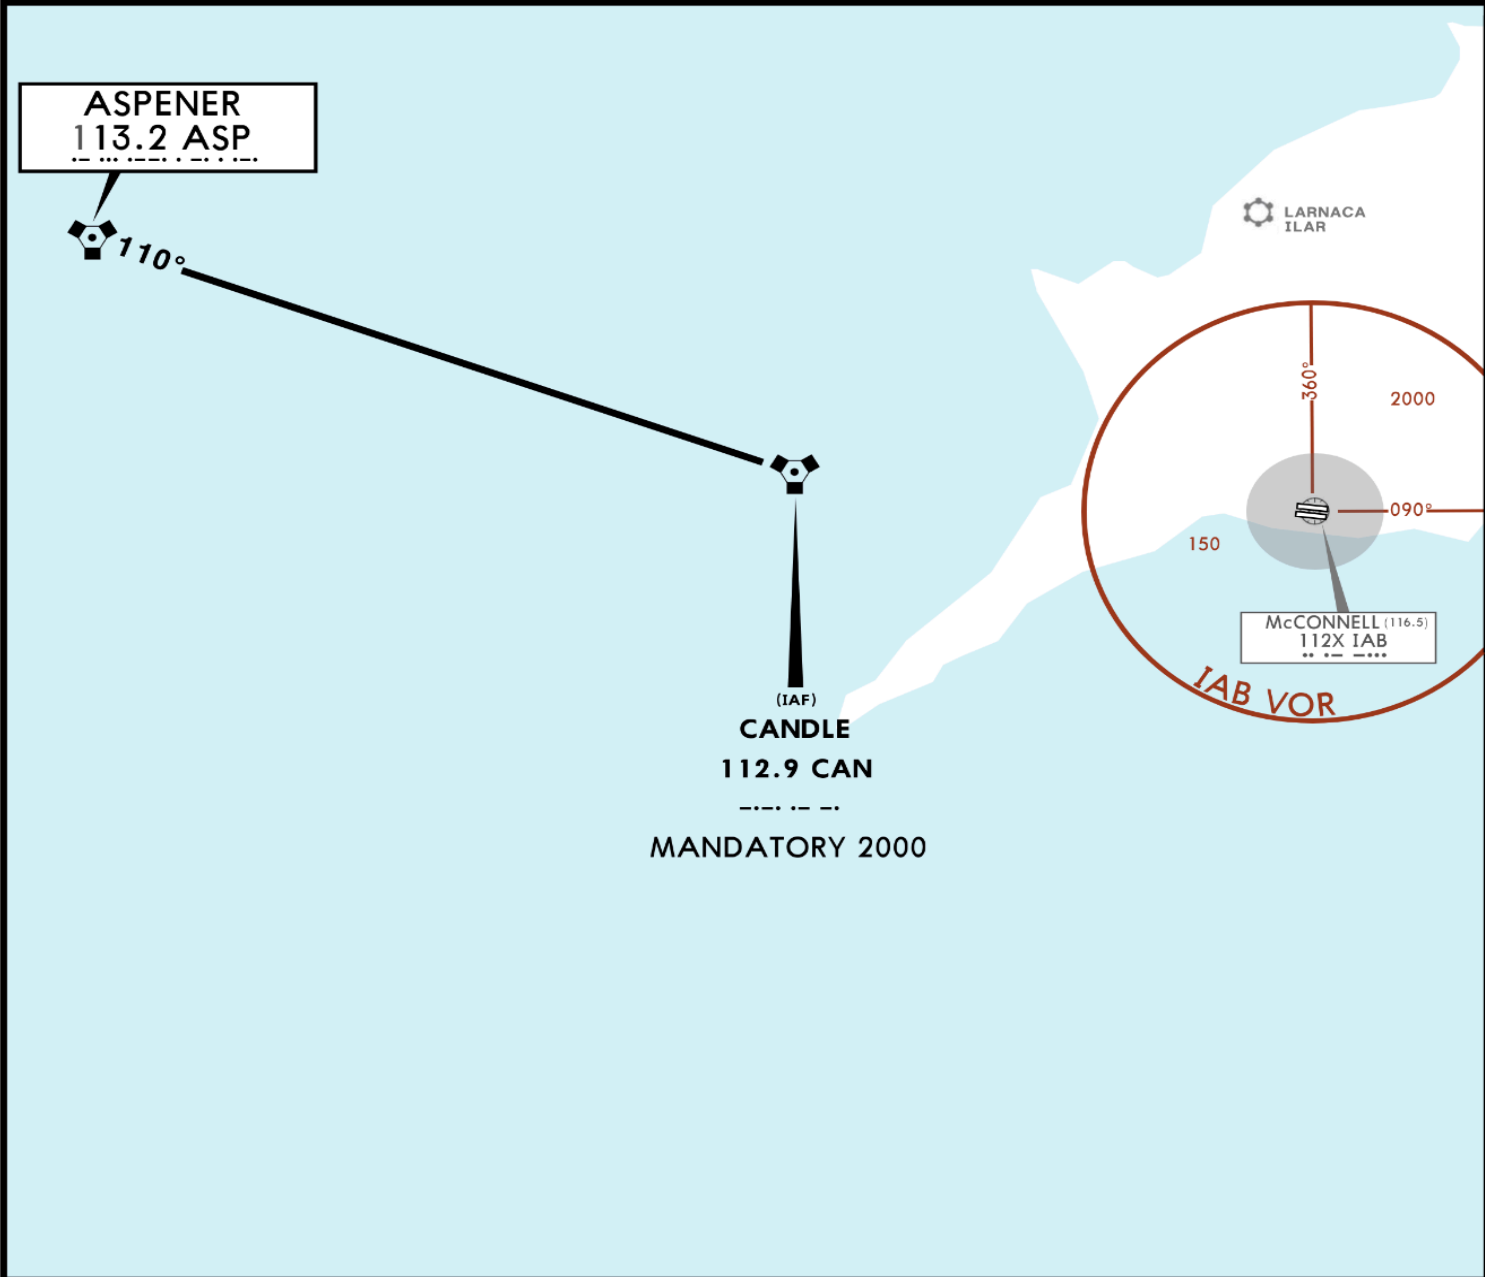 ASPENER
113.2 ASP
·– ··· ·––· · –· · ·–·
110°
LARNACA
ILAR
360°
2000
090°
150
McCONNELL (116.5)
112X IAB
·· ·– –···
IAB VOR
(IAF)
CANDLE
112.9 CAN
–·–· ·– –·
MANDATORY 2000